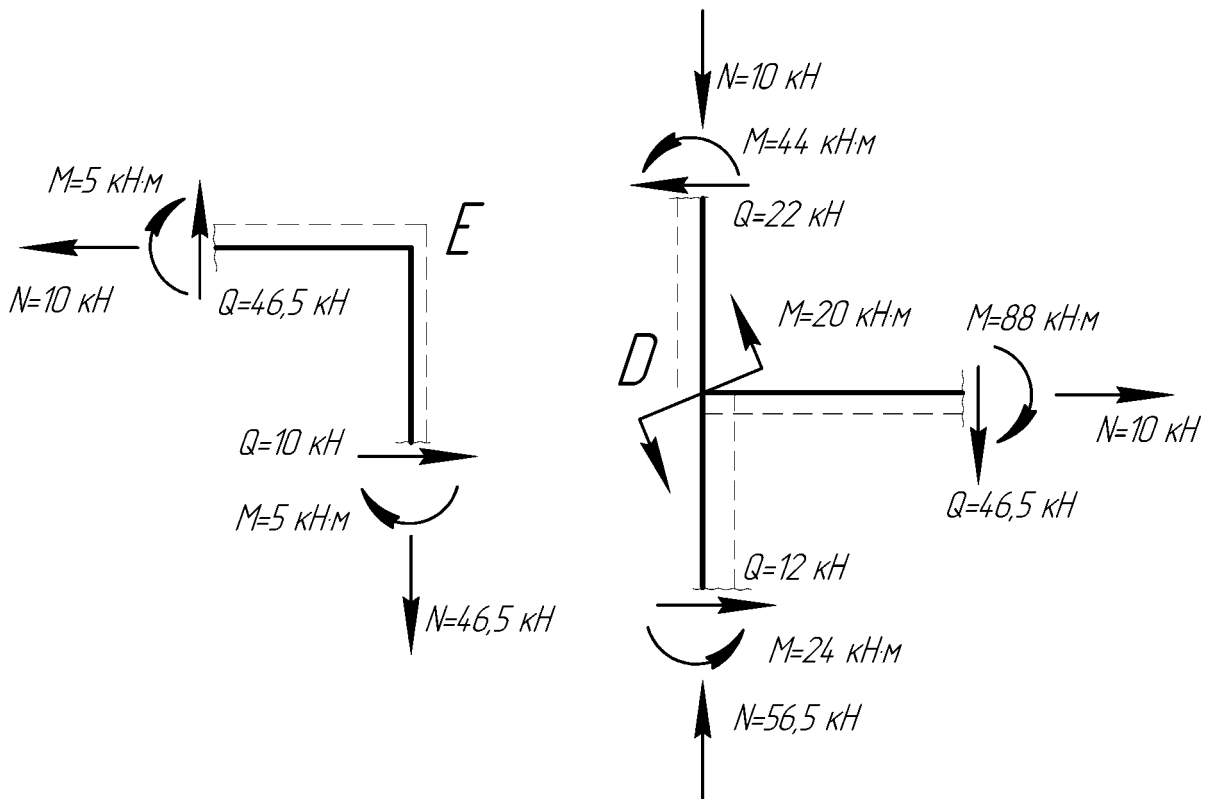 M=5 кН·м
E
N=10 кН
Q=46,5 кН
Q=10 кН
M=5 кН·м
N=46,5 кН
N=10 кН
M=44 кН·м
Q=22 кН
M=20 кН·м
M=88 кН·м
D
N=10 кН
Q=46,5 кН
Q=12 кН
M=24 кН·м
N=56,5 кН